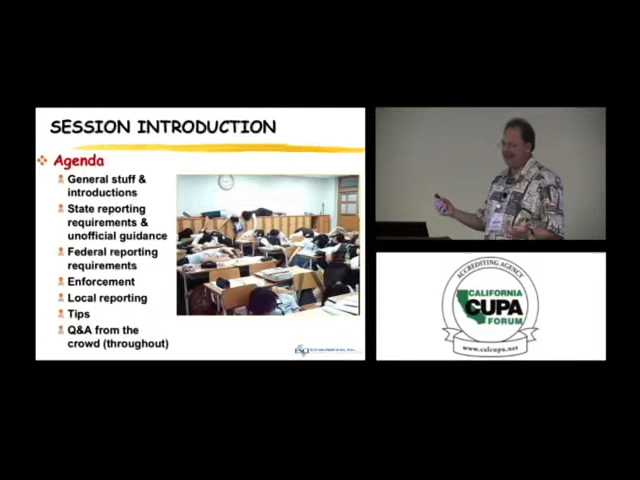 SESSION INTRODUCTION
Agenda
General stuff &
introductions
State reporting
requirements &
unofficial guidance
Federal reporting
requirements
Enforcement
Local reporting
Tips
Q&A from the
crowd (throughout)
ACCREDITING AGENCY
CALIFORNIA
CUPA
FORUM
www.calcupa.net